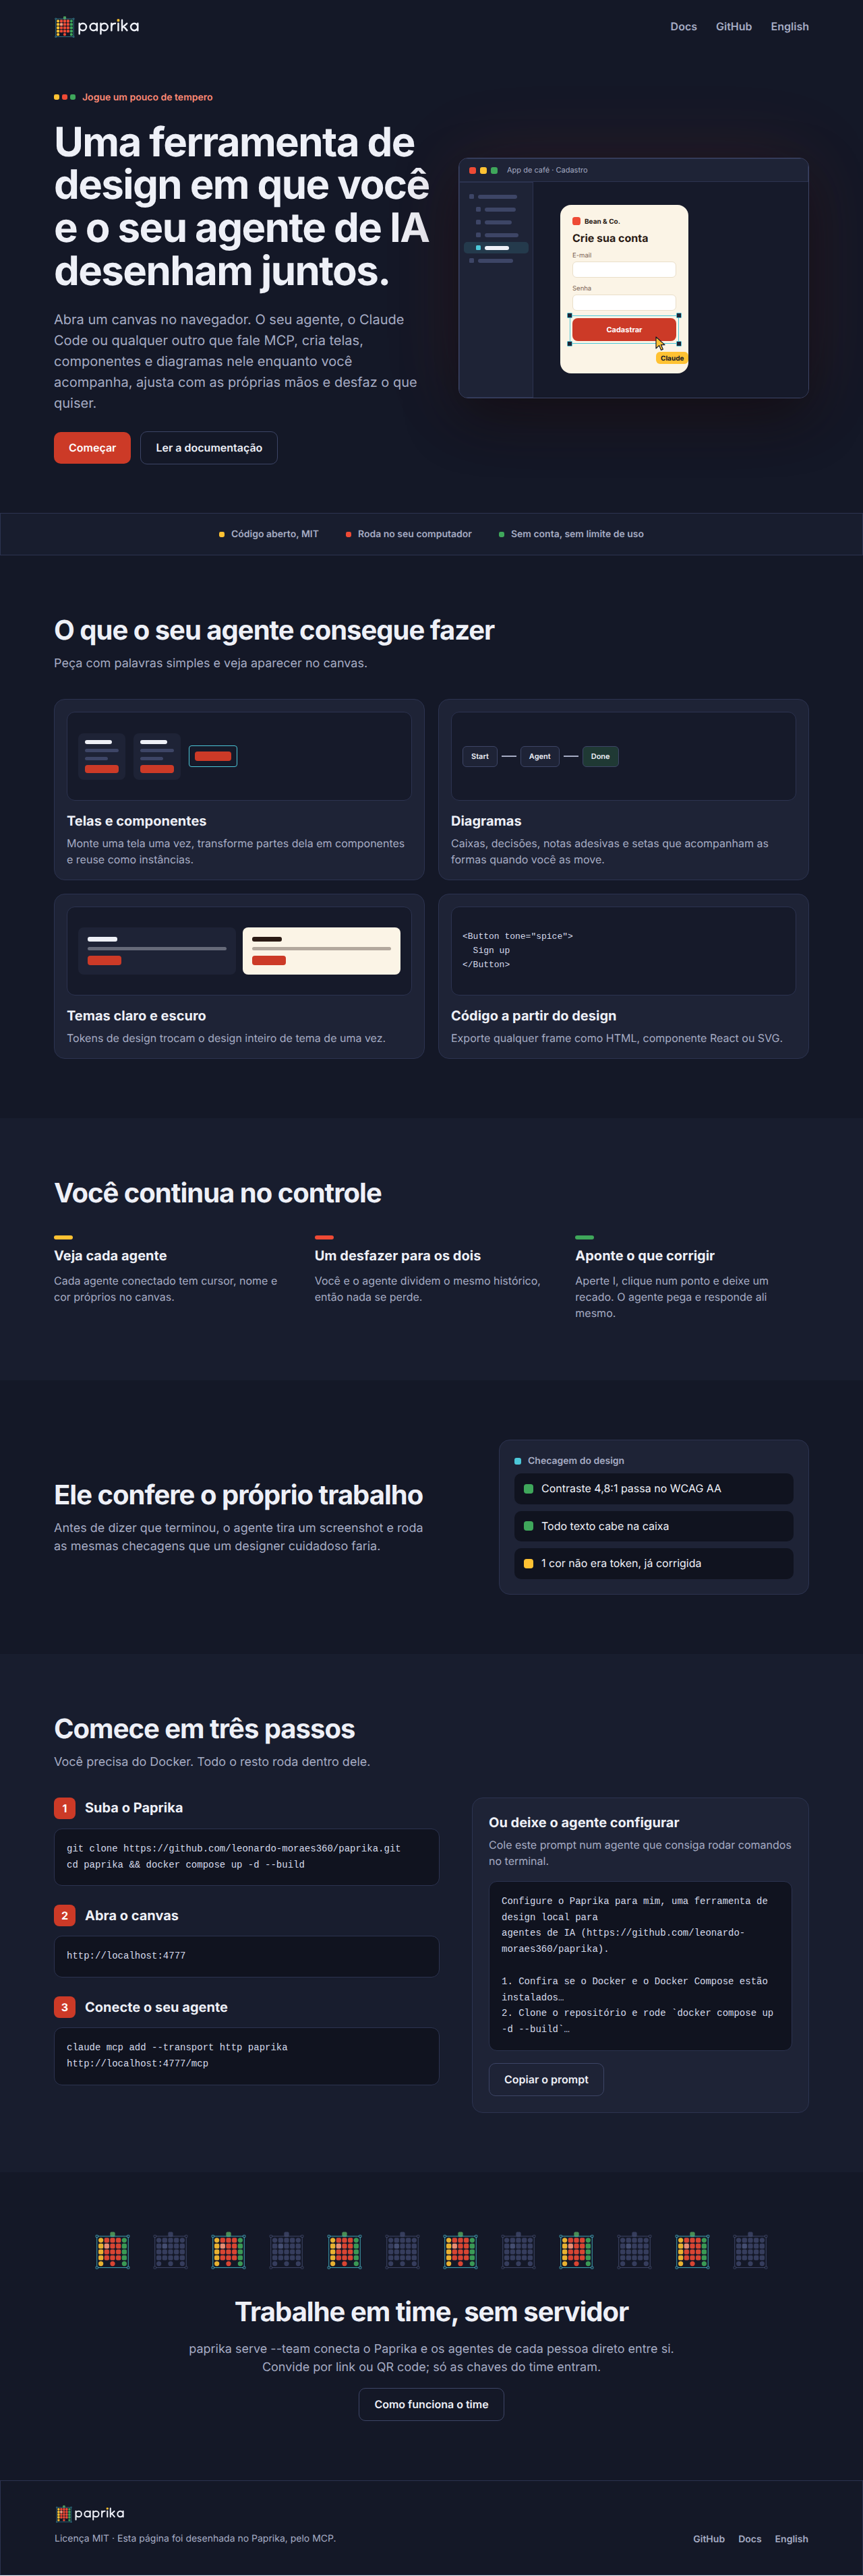 paprika
Docs GitHub English
Jogue um pouco de tempero
Uma ferramenta de
design em que você
e o seu agente de IA
desenham juntos.
Abra um canvas no navegador. O seu agente, o Claude
Code ou qualquer outro que fale MCP, cria telas,
componentes e diagramas nele enquanto você
acompanha, ajusta com as próprias mãos e desfaz o que
quiser.
Começar
Ler a documentação
App de café · Cadastro
Bean & Co.
Crie sua conta
E-mail
Senha
Cadastrar
Claude
Código aberto, MIT
Roda no seu computador
Sem conta, sem limite de uso
O que o seu agente consegue fazer
Peça com palavras simples e veja aparecer no canvas.
Telas e componentes
Monte uma tela uma vez, transforme partes dela em componentes
e reuse como instâncias.
Start
Agent
Done
Diagramas
Caixas, decisões, notas adesivas e setas que acompanham as
formas quando você as move.
Temas claro e escuro
Tokens de design trocam o design inteiro de tema de uma vez.
<Button tone="spice">
  Sign up
</Button>
Código a partir do design
Exporte qualquer frame como HTML, componente React ou SVG.
Você continua no controle
Veja cada agente
Cada agente conectado tem cursor, nome e
cor próprios no canvas.
Um desfazer para os dois
Você e o agente dividem o mesmo histórico,
então nada se perde.
Aponte o que corrigir
Aperte I, clique num ponto e deixe um
recado. O agente pega e responde ali
mesmo.
Ele confere o próprio trabalho
Antes de dizer que terminou, o agente tira um screenshot e roda
as mesmas checagens que um designer cuidadoso faria.
Checagem do design
Contraste 4,8:1 passa no WCAG AA
Todo texto cabe na caixa
1 cor não era token, já corrigida
Comece em três passos
Você precisa do Docker. Todo o resto roda dentro dele.
1 Suba o Paprika
git clone https://github.com/leonardo-moraes360/paprika.git
cd paprika && docker compose up -d --build
2 Abra o canvas
http://localhost:4777
3 Conecte o seu agente
claude mcp add --transport http paprika
http://localhost:4777/mcp
Ou deixe o agente configurar
Cole este prompt num agente que consiga rodar comandos
no terminal.
Configure o Paprika para mim, uma ferramenta de
design local para
agentes de IA (https://github.com/leonardo-
moraes360/paprika).
1. Confira se o Docker e o Docker Compose estão
instalados…
2. Clone o repositório e rode `docker compose up
-d --build`…
Copiar o prompt
Trabalhe em time, sem servidor
paprika serve --team conecta o Paprika e os agentes de cada pessoa direto entre si.
Convide por link ou QR code; só as chaves do time entram.
Como funciona o time
paprika
Licença MIT · Esta página foi desenhada no Paprika, pelo MCP.
GitHub Docs English